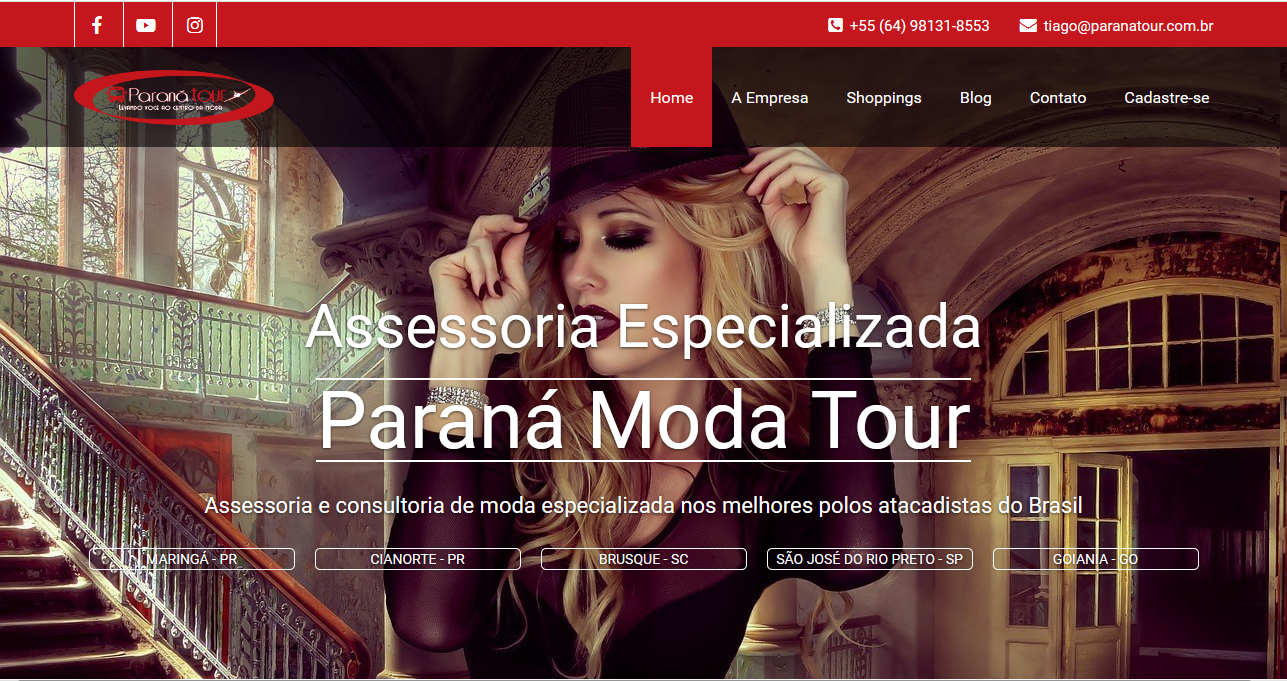 +55 (64) 98131-8553 tiago@paranatour.com.br
Paraná tour
LEVANDO VOCÊ AO CENTRO DA MODA
Home A Empresa Shoppings Blog Contato Cadastre-se
Assessoria Especializada
Paraná Moda Tour
Assessoria e consultoria de moda especializada nos melhores polos atacadistas do Brasil
MARINGÁ - PR CIANORTE - PR BRUSQUE - SC SÃO JOSÉ DO RIO PRETO - SP GOIANIA - GO